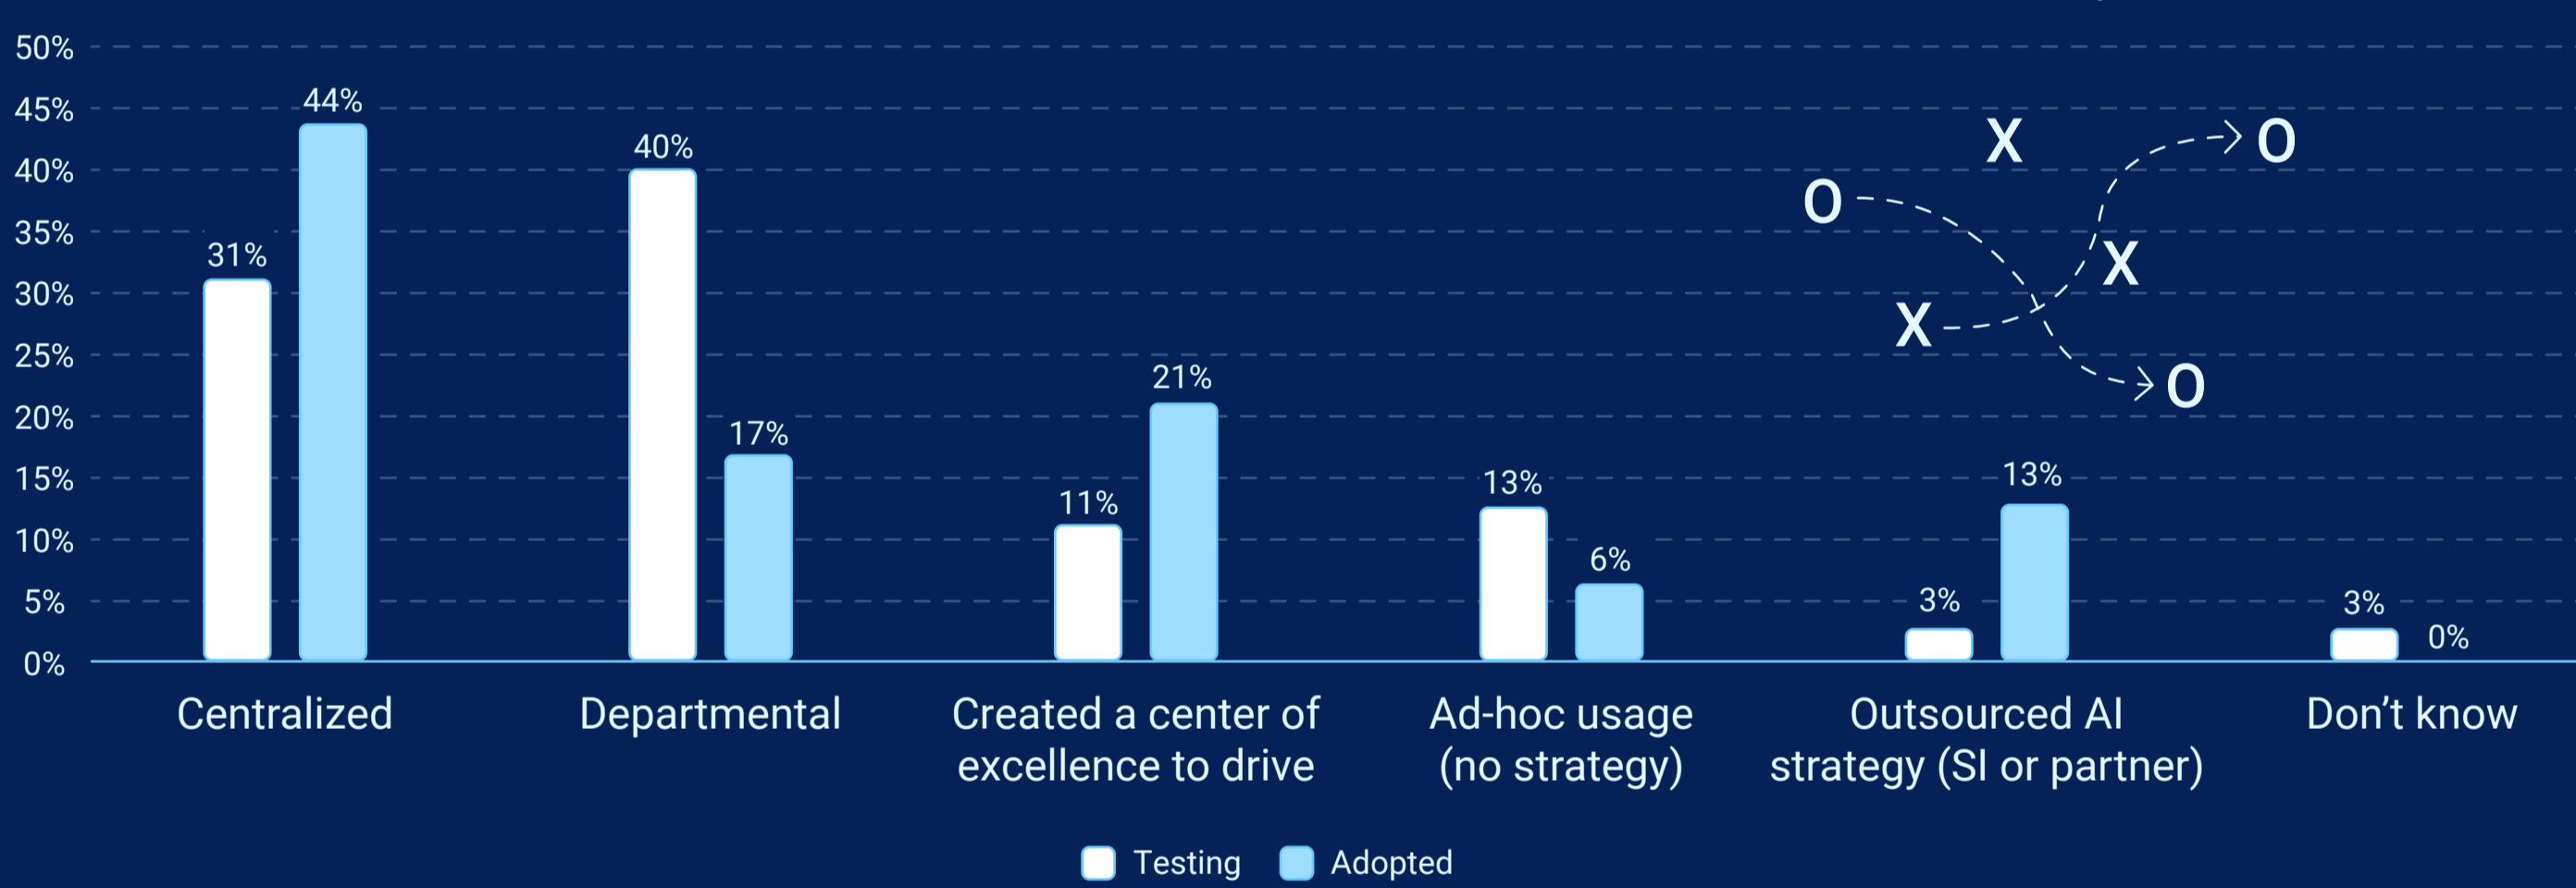 50%
45%
40%
35%
30%
25%
20%
15%
10%
5%
0%
31%
44%
40%
17%
11%
21%
13%
6%
3%
13%
3%
0%
X
O
O
X
X
O
Centralized
Departmental
Created a center of
excellence to drive
Ad-hoc usage
(no strategy)
Outsourced AI
strategy (SI or partner)
Don’t know
Testing
Adopted